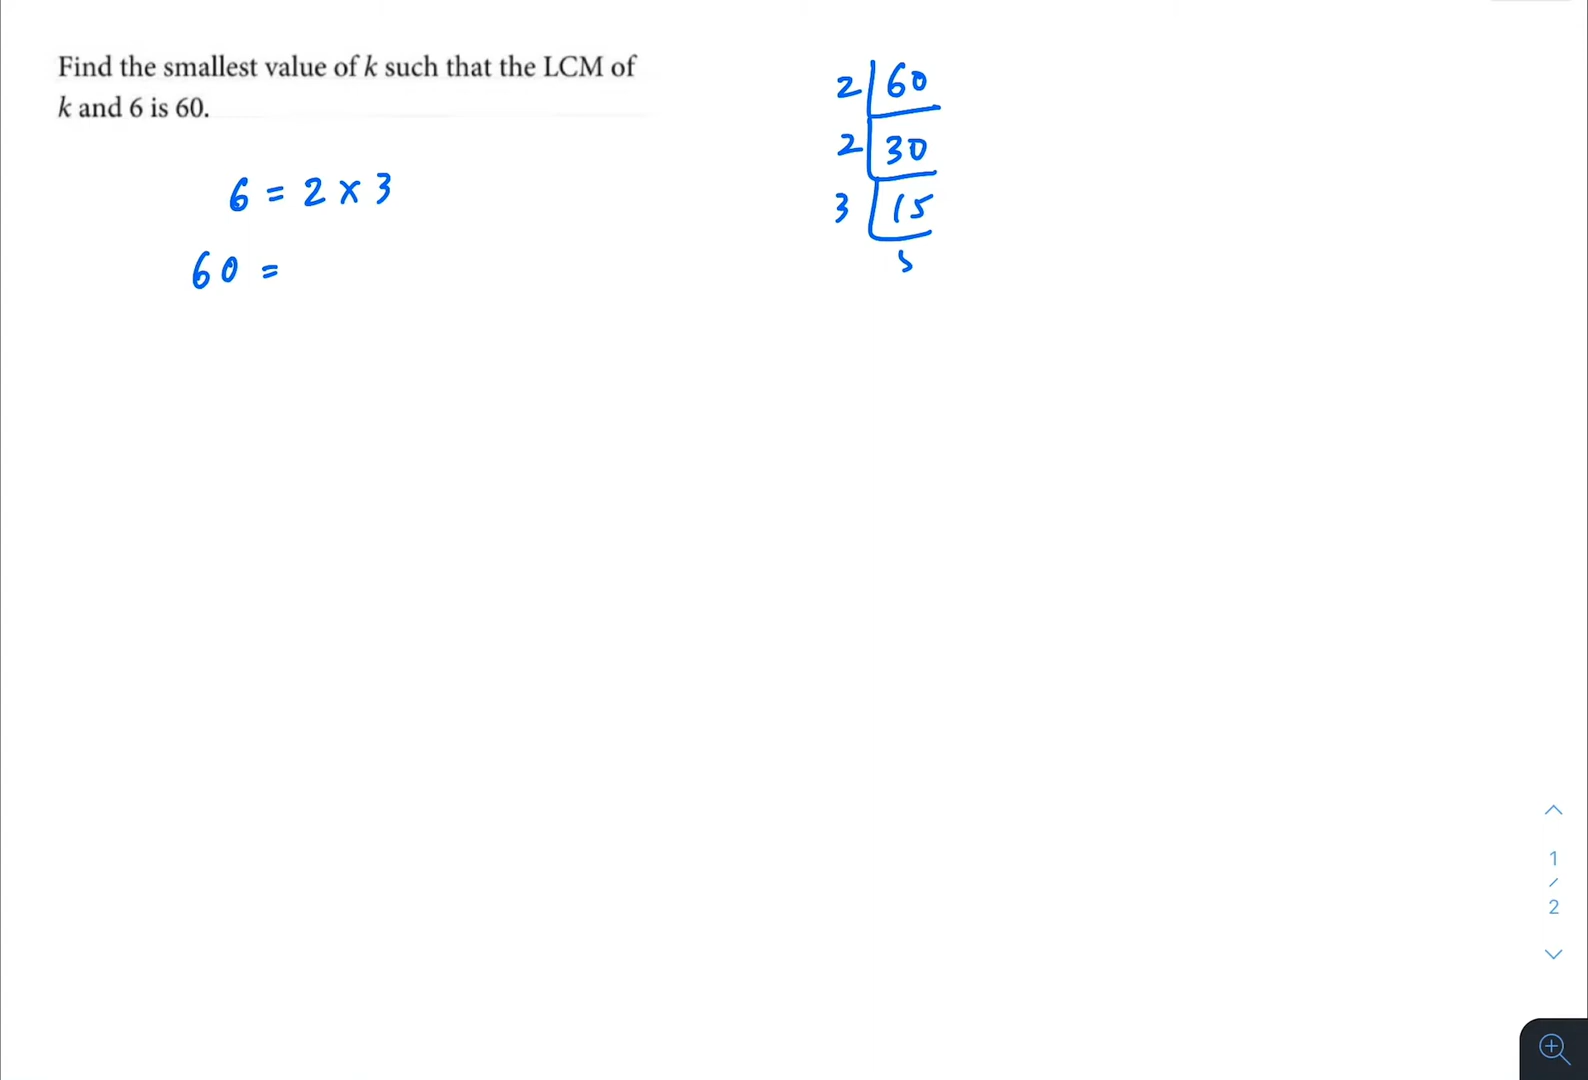 Find the smallest value of k such that the LCM of
k and 6 is 60.
6 = 2 × 3
60 =
2 | 60
2 | 30
3 | 15
5
1
/
2